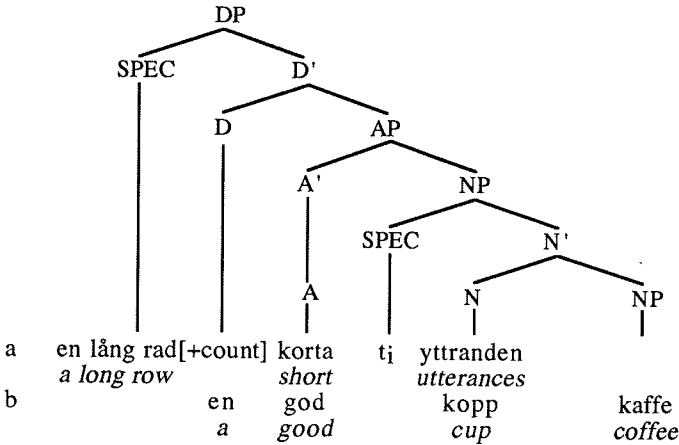 DP
SPEC D'
D AP
A' NP
SPEC N'
A N NP
a en lång rad[+count] korta ti yttranden
a long row short utterances
b en god kopp kaffe
a good cup coffee